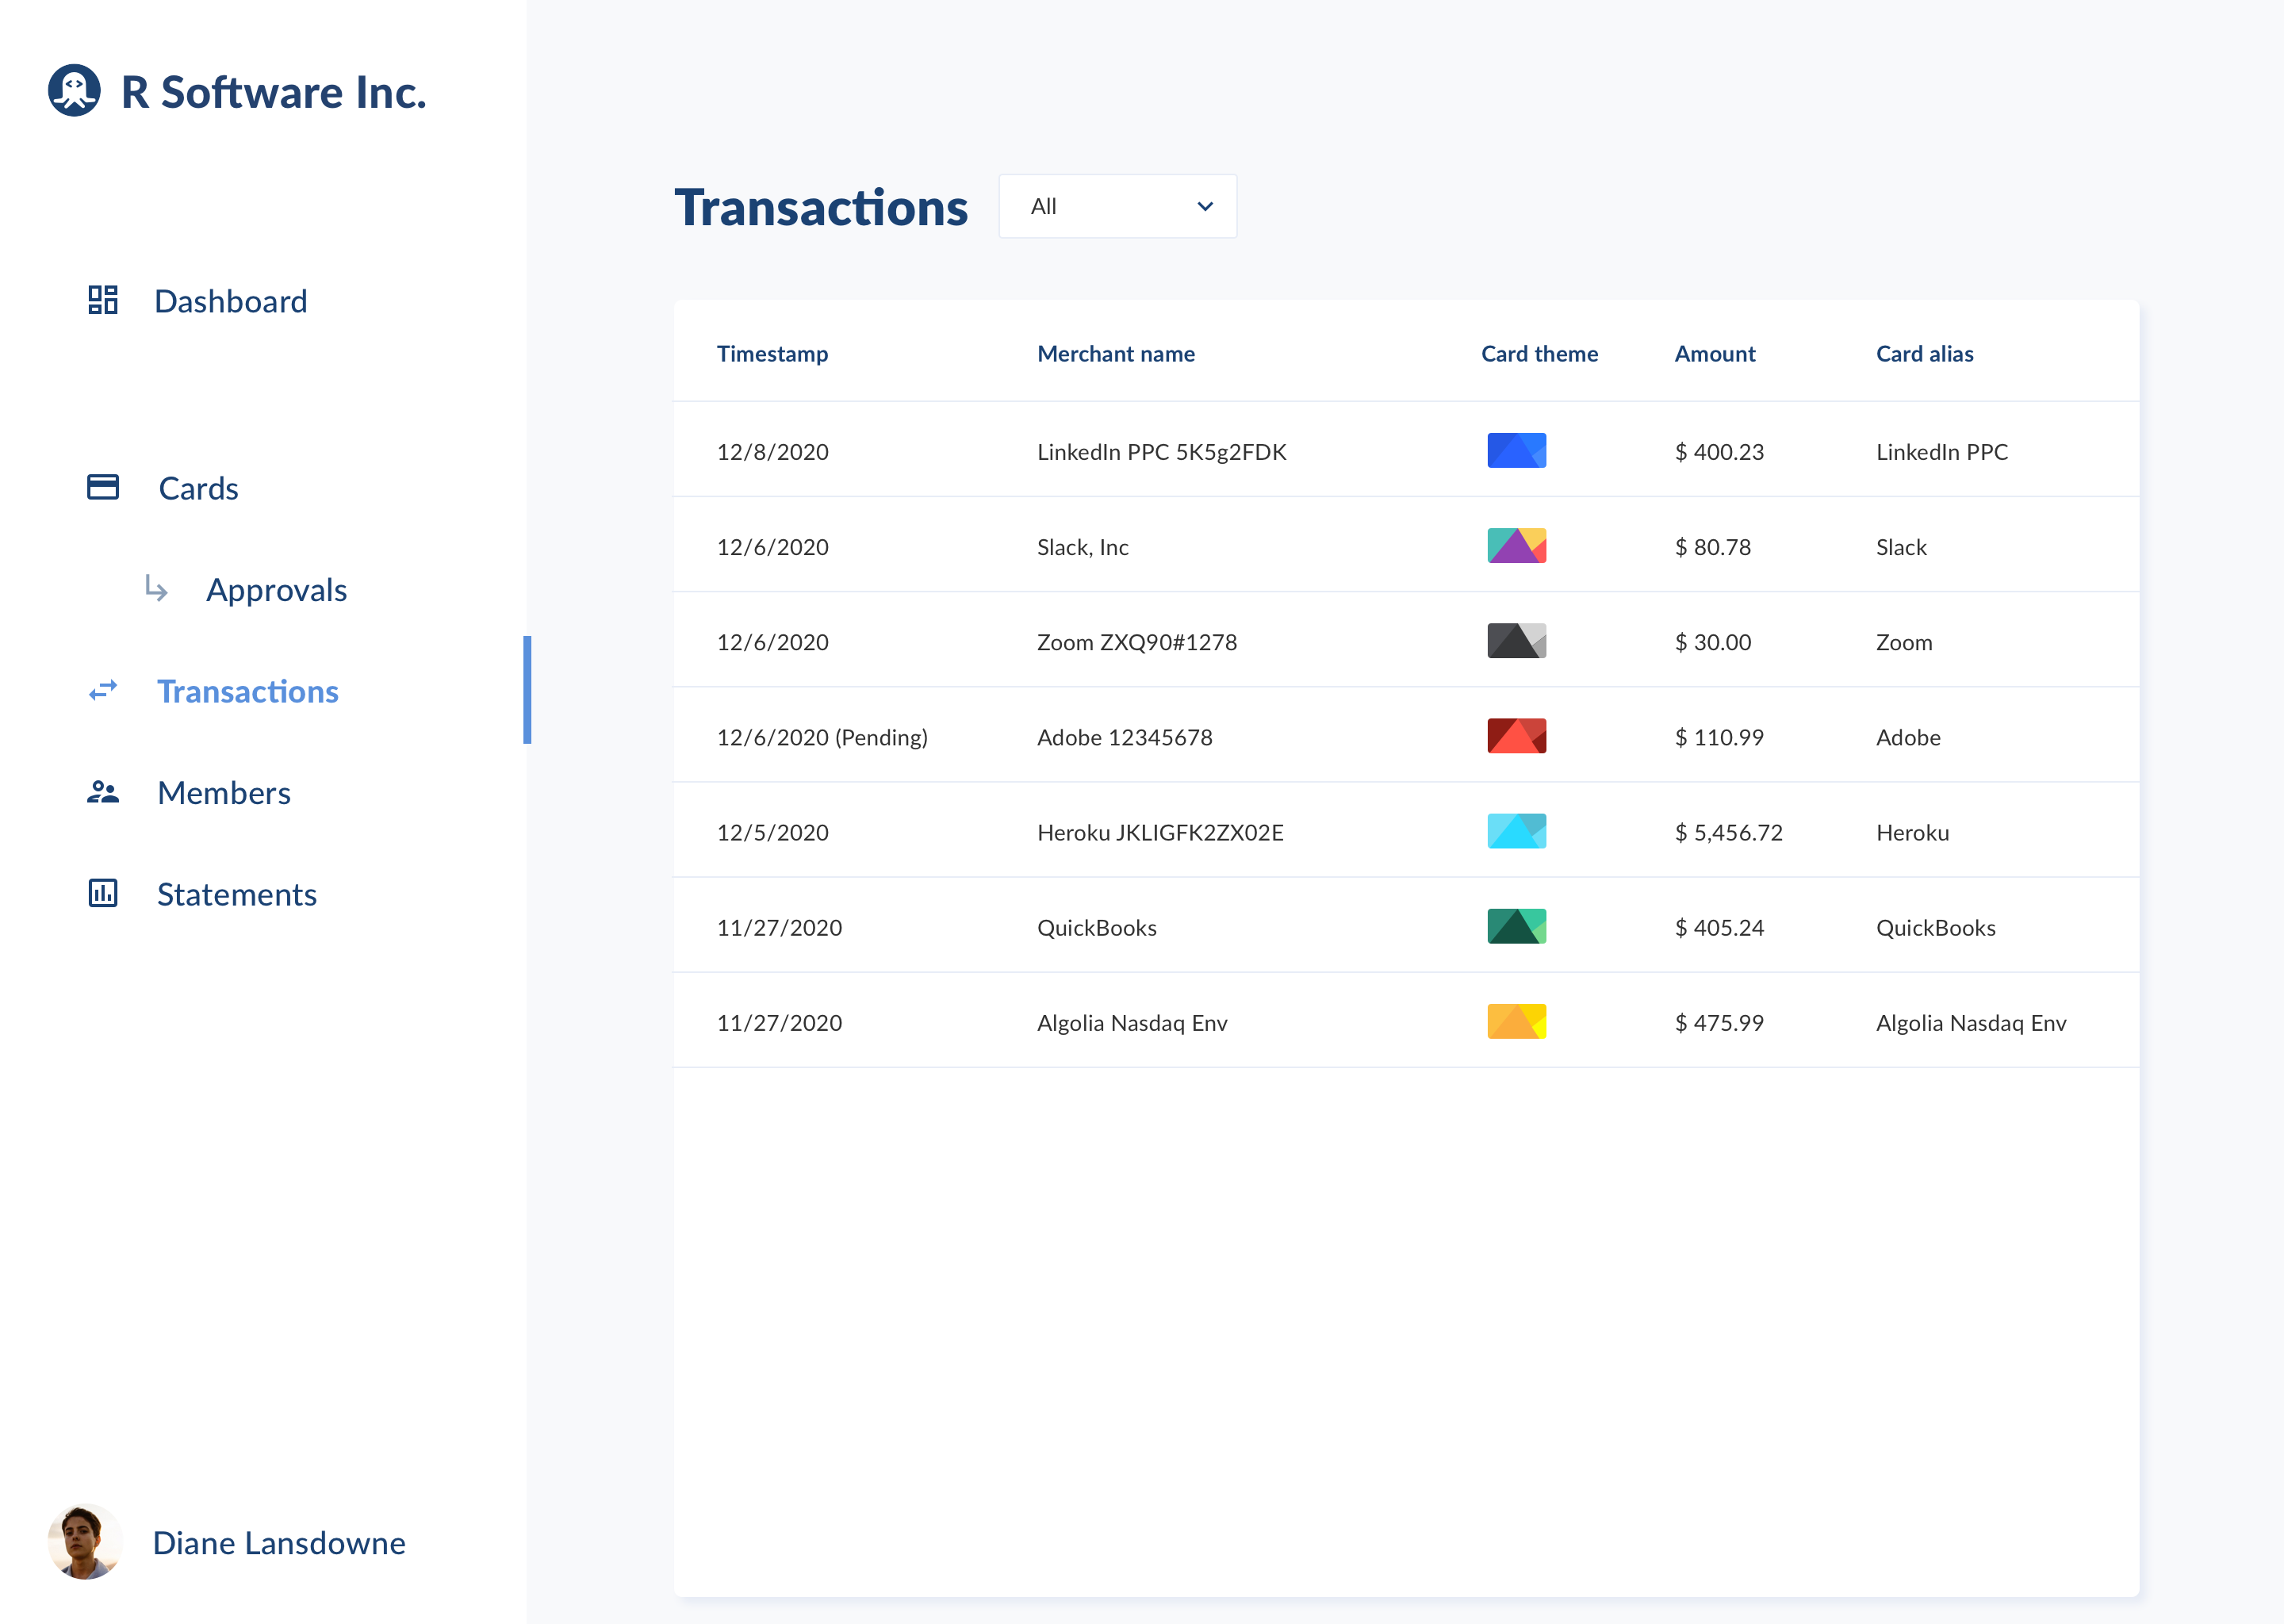 R Software Inc.
Dashboard
Cards
Approvals
Transactions
Members
Statements
Diane Lansdowne
Transactions All
Timestamp Merchant name Card theme Amount Card alias
12/8/2020 LinkedIn PPC 5K5g2FDK $ 400.23 LinkedIn PPC
12/6/2020 Slack, Inc $ 80.78 Slack
12/6/2020 Zoom ZXQ90#1278 $ 30.00 Zoom
12/6/2020 (Pending) Adobe 12345678 $ 110.99 Adobe
12/5/2020 Heroku JKLIGFK2ZX02E $ 5,456.72 Heroku
11/27/2020 QuickBooks $ 405.24 QuickBooks
11/27/2020 Algolia Nasdaq Env $ 475.99 Algolia Nasdaq Env